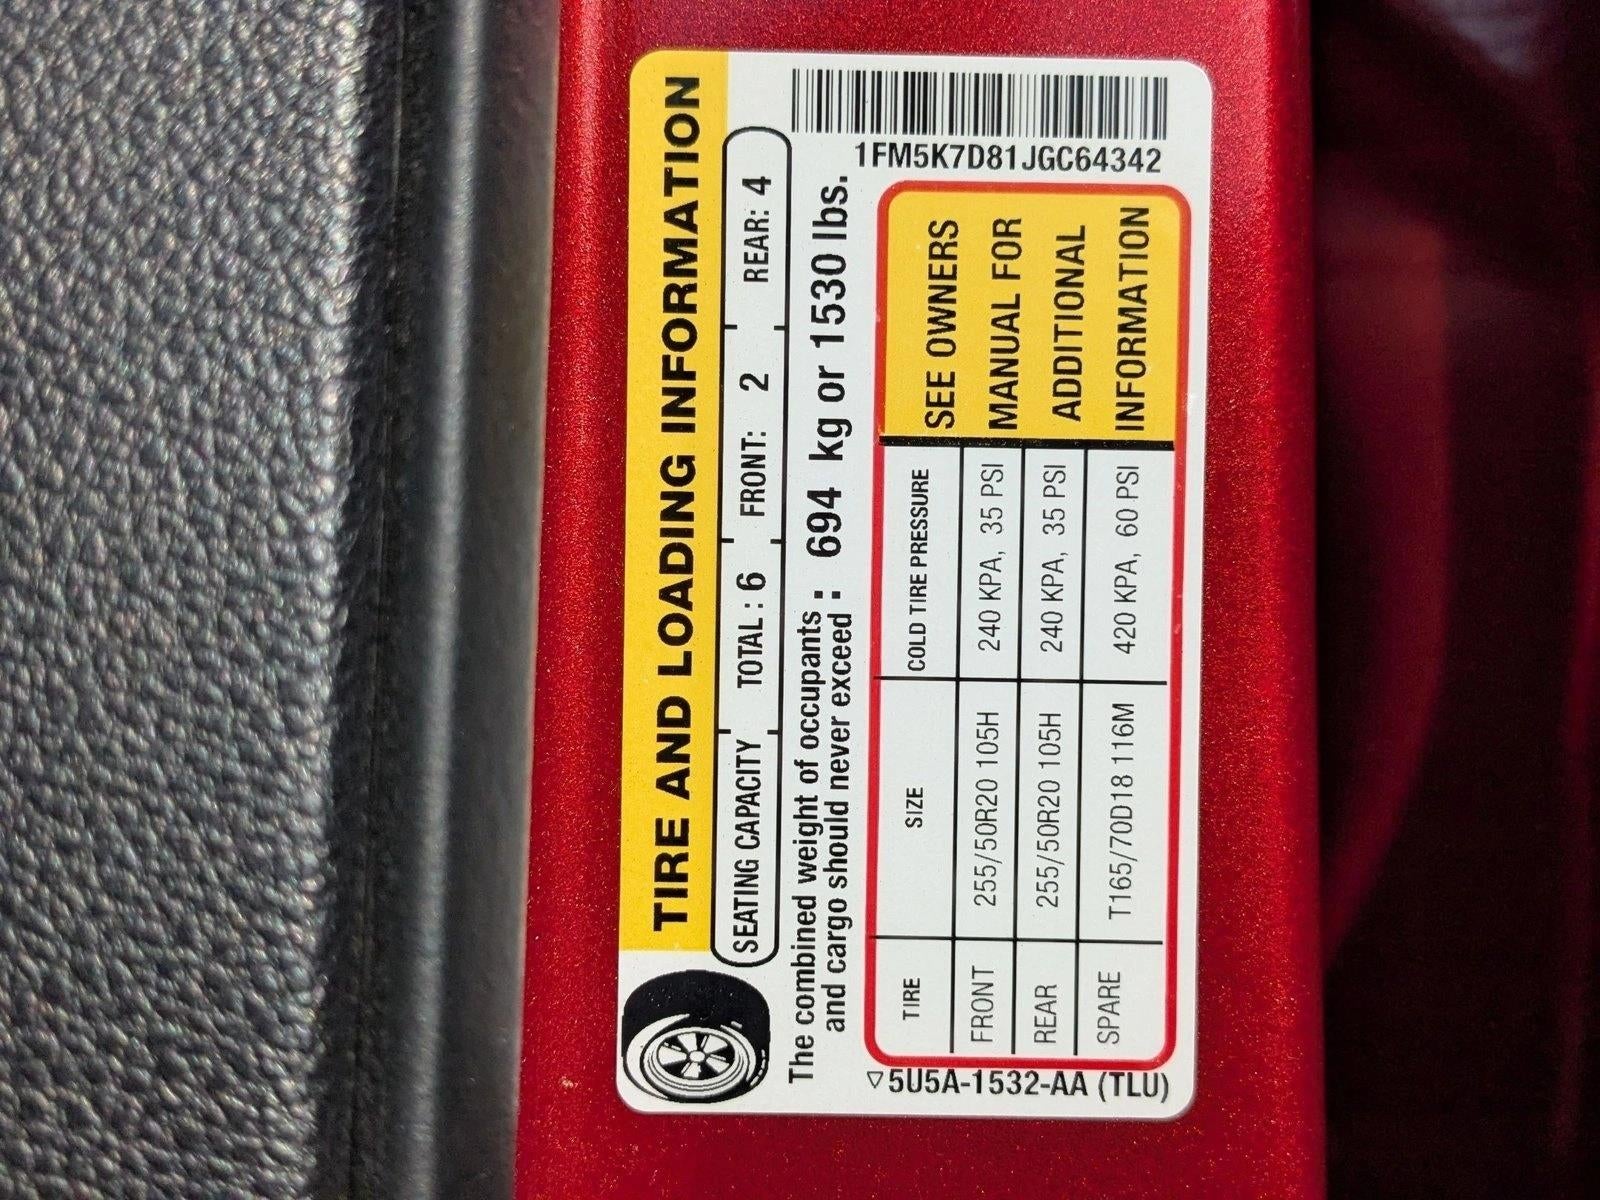 TIRE AND LOADING INFORMATION
SEATING CAPACITY TOTAL : 6 FRONT: 2 REAR: 4
The combined weight of occupants
and cargo should never exceed : 694 kg or 1530 lbs.
TIRE SIZE COLD TIRE PRESSURE
FRONT 255/50R20 105H 240 KPA, 35 PSI
REAR 255/50R20 105H 240 KPA, 35 PSI
SPARE T165/70D18 116M 420 KPA, 60 PSI
SEE OWNERS
MANUAL FOR
ADDITIONAL
INFORMATION
5U5A-1532-AA (TLU)
1FM5K7D81JGC64342